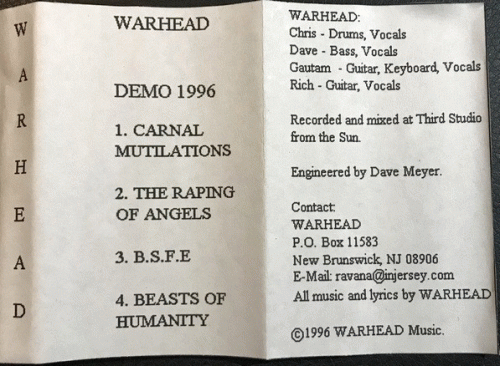 WARHEAD
WARHEAD
DEMO 1996
1. CARNAL
MUTILATIONS
2. THE RAPING
OF ANGELS
3. B.S.F.E
4. BEASTS OF
HUMANITY
WARHEAD:
Chris - Drums, Vocals
Dave - Bass, Vocals
Gautam - Guitar, Keyboard, Vocals
Rich - Guitar, Vocals
Recorded and mixed at Third Studio
from the Sun.
Engineered by Dave Meyer.
Contact:
WARHEAD
P.O. Box 11583
New Brunswick, NJ 08906
E-Mail: ravana@injersey.com
All music and lyrics by WARHEAD
©1996 WARHEAD Music.